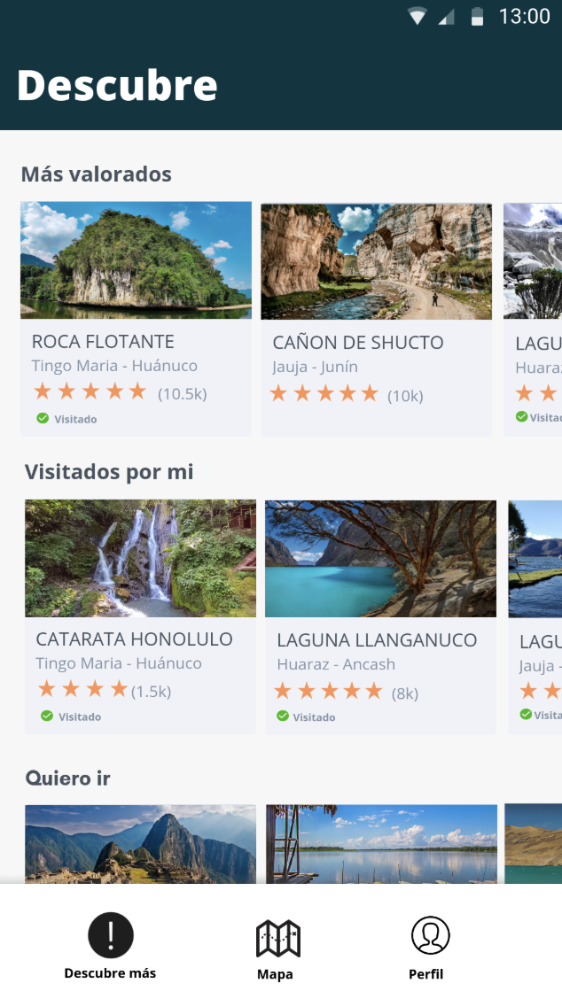 13:00
Descubre
Más valorados
ROCA FLOTANTE
Tingo Maria - Huánuco
(10.5k)
Visitado
CAÑON DE SHUCTO
Jauja - Junín
(10k)
LAGU
Huaraz
Visitad
Visitados por mi
CATARATA HONOLULO
Tingo Maria - Huánuco
(1.5k)
Visitado
LAGUNA LLANGANUCO
Huaraz - Ancash
(8k)
Visitado
LAGU
Jauja -
Visita
Quiero ir
Descubre más
Mapa
Perfil